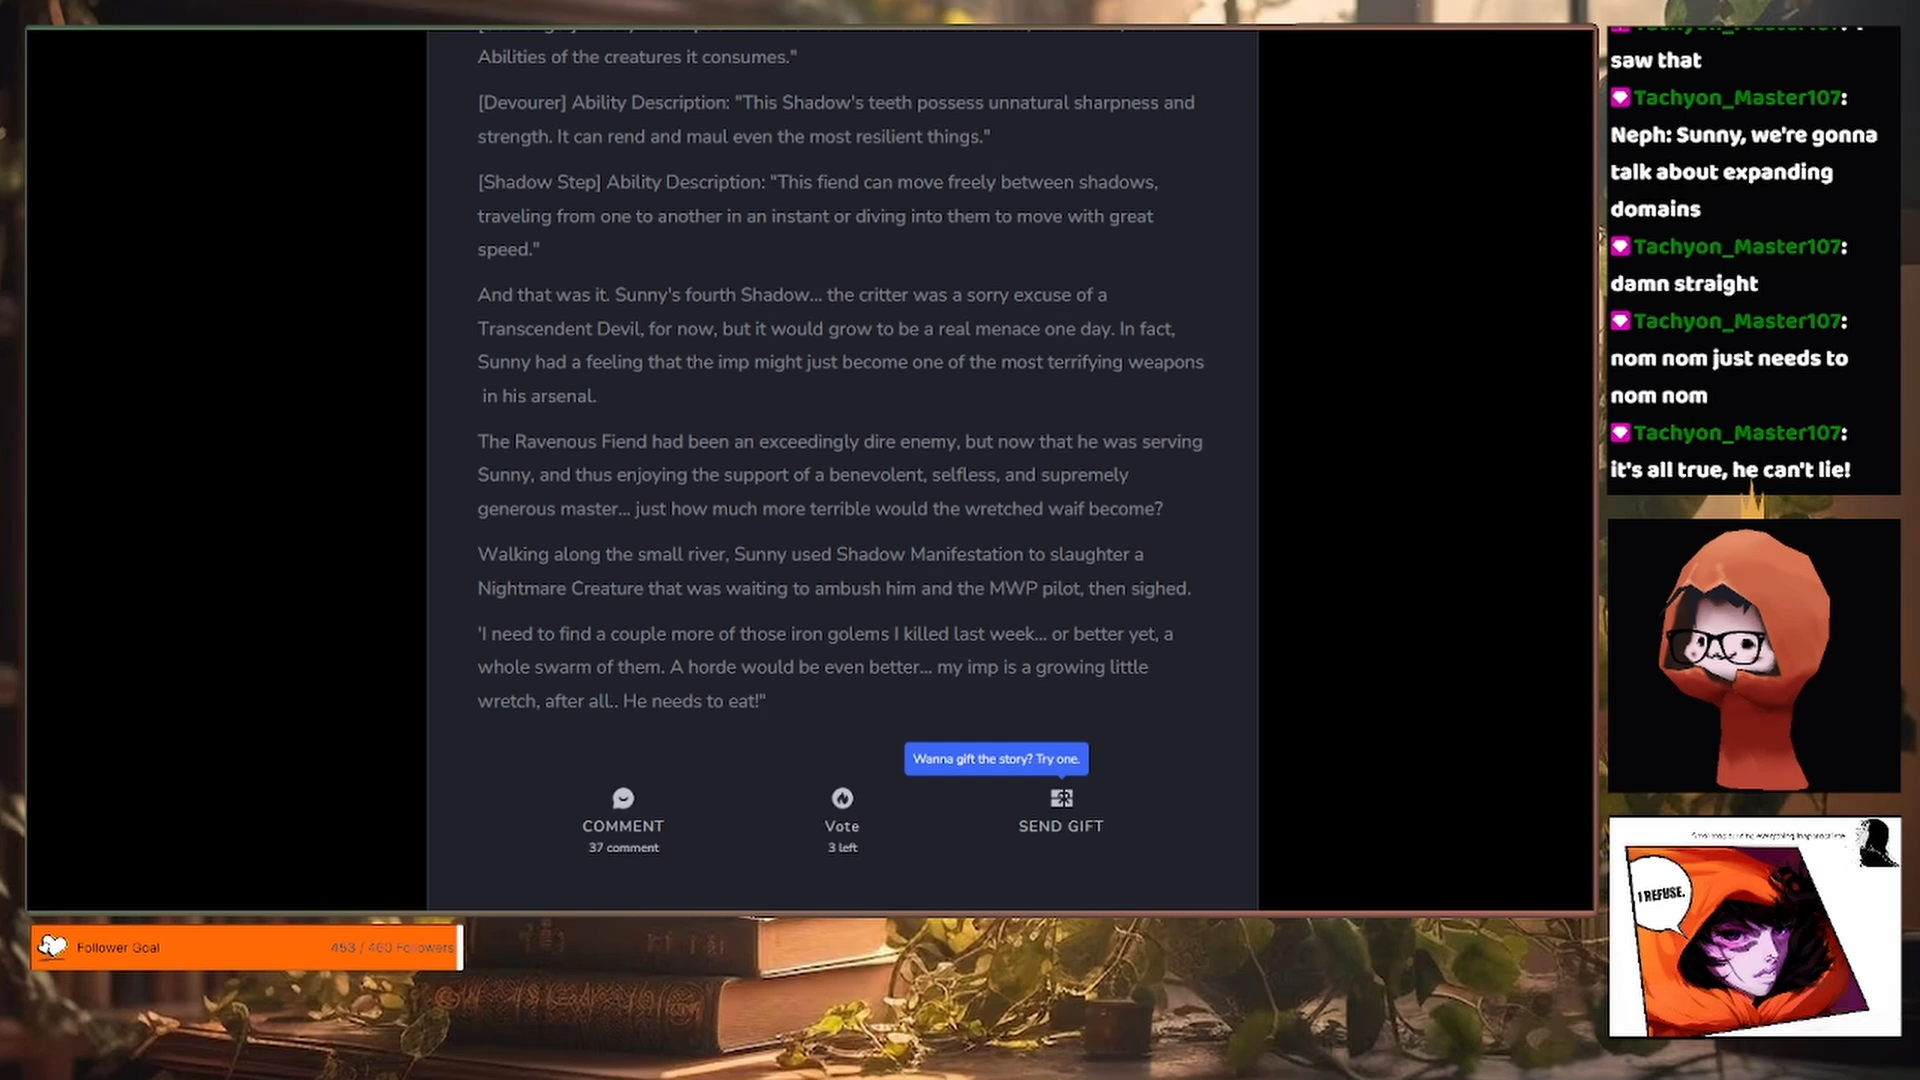 Abilities of the creatures it consumes."
[Devourer] Ability Description: "This Shadow's teeth possess unnatural sharpness and
strength. It can rend and maul even the most resilient things."
[Shadow Step] Ability Description: "This fiend can move freely between shadows,
traveling from one to another in an instant or diving into them to move with great
speed."
And that was it. Sunny's fourth Shadow... the critter was a sorry excuse of a
Transcendent Devil, for now, but it would grow to be a real menace one day. In fact,
Sunny had a feeling that the imp might just become one of the most terrifying weapons
in his arsenal.
The Ravenous Fiend had been an exceedingly dire enemy, but now that he was serving
Sunny, and thus enjoying the support of a benevolent, selfless, and supremely
generous master... just how much more terrible would the wretched waif become?
Walking along the small river, Sunny used Shadow Manifestation to slaughter a
Nightmare Creature that was waiting to ambush him and the MWP pilot, then sighed.
'I need to find a couple more of those iron golems I killed last week... or better yet, a
whole swarm of them. A horde would be even better... my imp is a growing little
wretch, after all.. He needs to eat!"
Wanna gift the story? Try one.
COMMENT
37 comment
Vote
3 left
SEND GIFT
Follower Goal
453 / 460 Followers
saw that
Tachyon_Master107:
Neph: Sunny, we're gonna
talk about expanding
domains
Tachyon_Master107:
damn straight
Tachyon_Master107:
nom nom just needs to
nom nom
Tachyon_Master107:
it's all true, he can't lie!
I REFUSE.